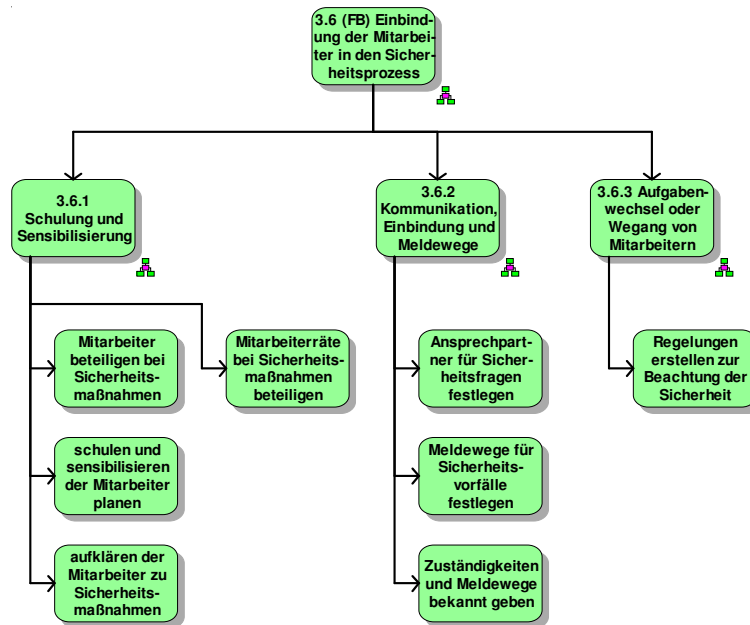 3.6 (FB) Einbind-
ung der Mitarbei-
ter in den Sicher-
heitsprozess
3.6.1
Schulung und
Sensibilisierung
3.6.2
Kommunikation,
Einbindung und
Meldewege
3.6.3 Aufgaben-
wechsel oder
Wegang von
Mitarbeitern
Mitarbeiter
beteiligen bei
Sicherheits-
maßnahmen
Mitarbeiterräte
bei Sicherheits-
maßnahmen
beteiligen
Ansprechpart-
ner für Sicher-
heitsfragen
festlegen
Regelungen
erstellen zur
Beachtung der
Sicherheit
schulen und
sensibilisieren
der Mitarbeiter
planen
Meldewege für
Sicherheits-
vorfälle
festlegen
aufklären der
Mitarbeiter zu
Sicherheits-
maßnahmen
Zuständigkeiten
und Meldewege
bekannt geben